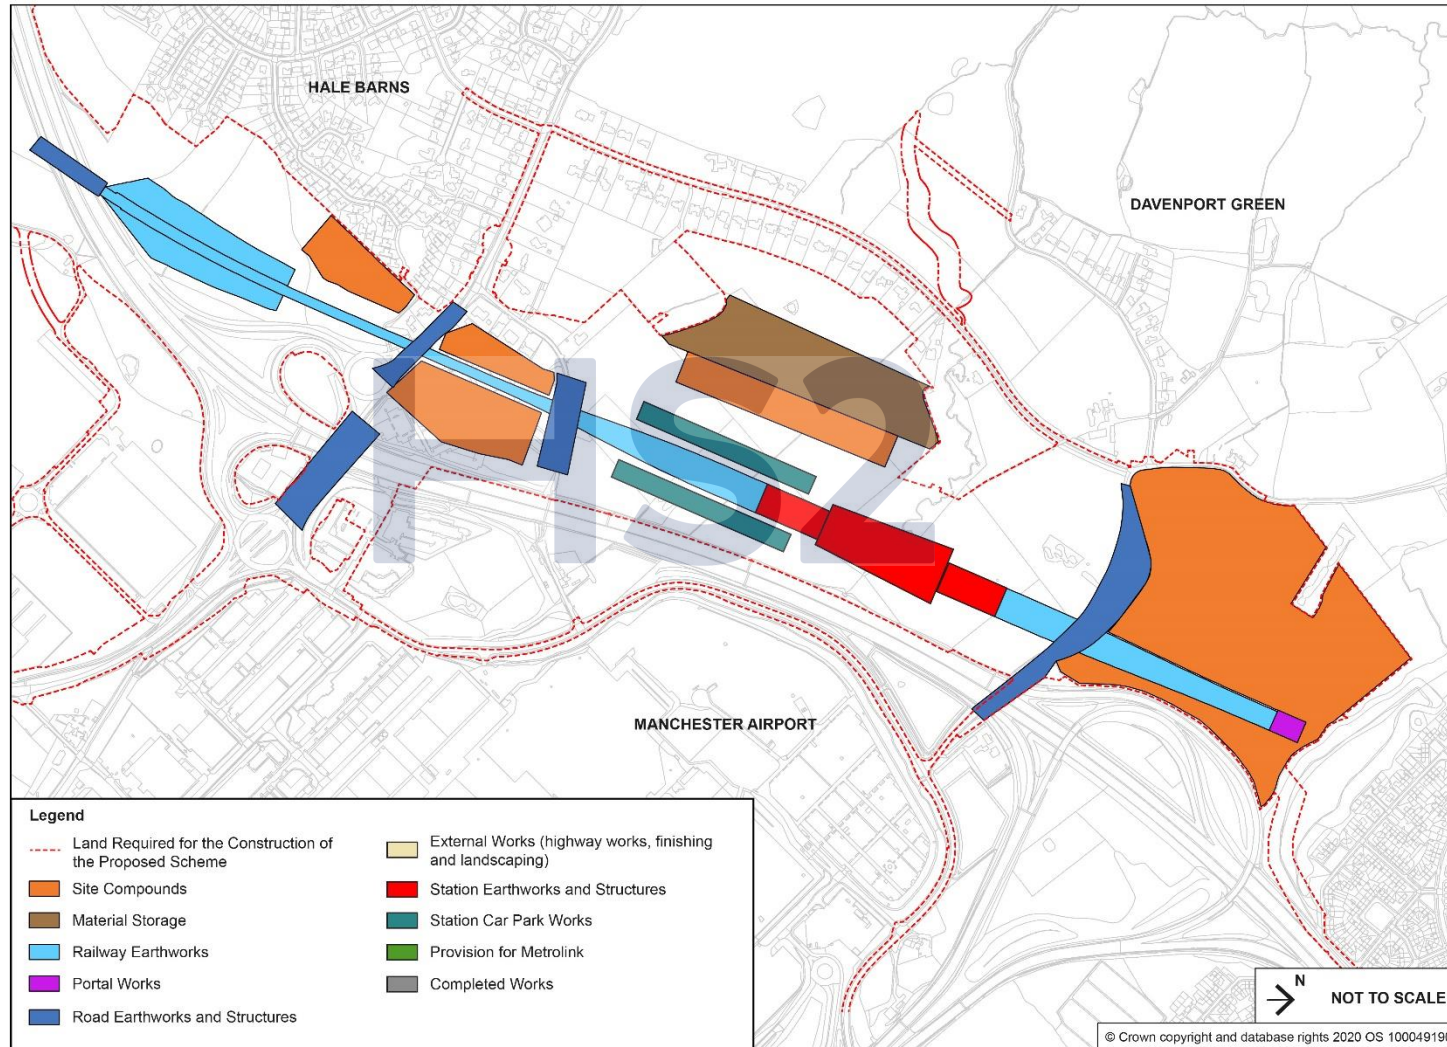 HALE BARNS
DAVENPORT GREEN
HS2
MANCHESTER AIRPORT
Legend
Land Required for the Construction of
the Proposed Scheme
Site Compounds
Material Storage
Railway Earthworks
Portal Works
Road Earthworks and Structures
External Works (highway works, finishing
and landscaping)
Station Earthworks and Structures
Station Car Park Works
Provision for Metrolink
Completed Works
N
NOT TO SCALE
© Crown copyright and database rights 2020 OS 100049190